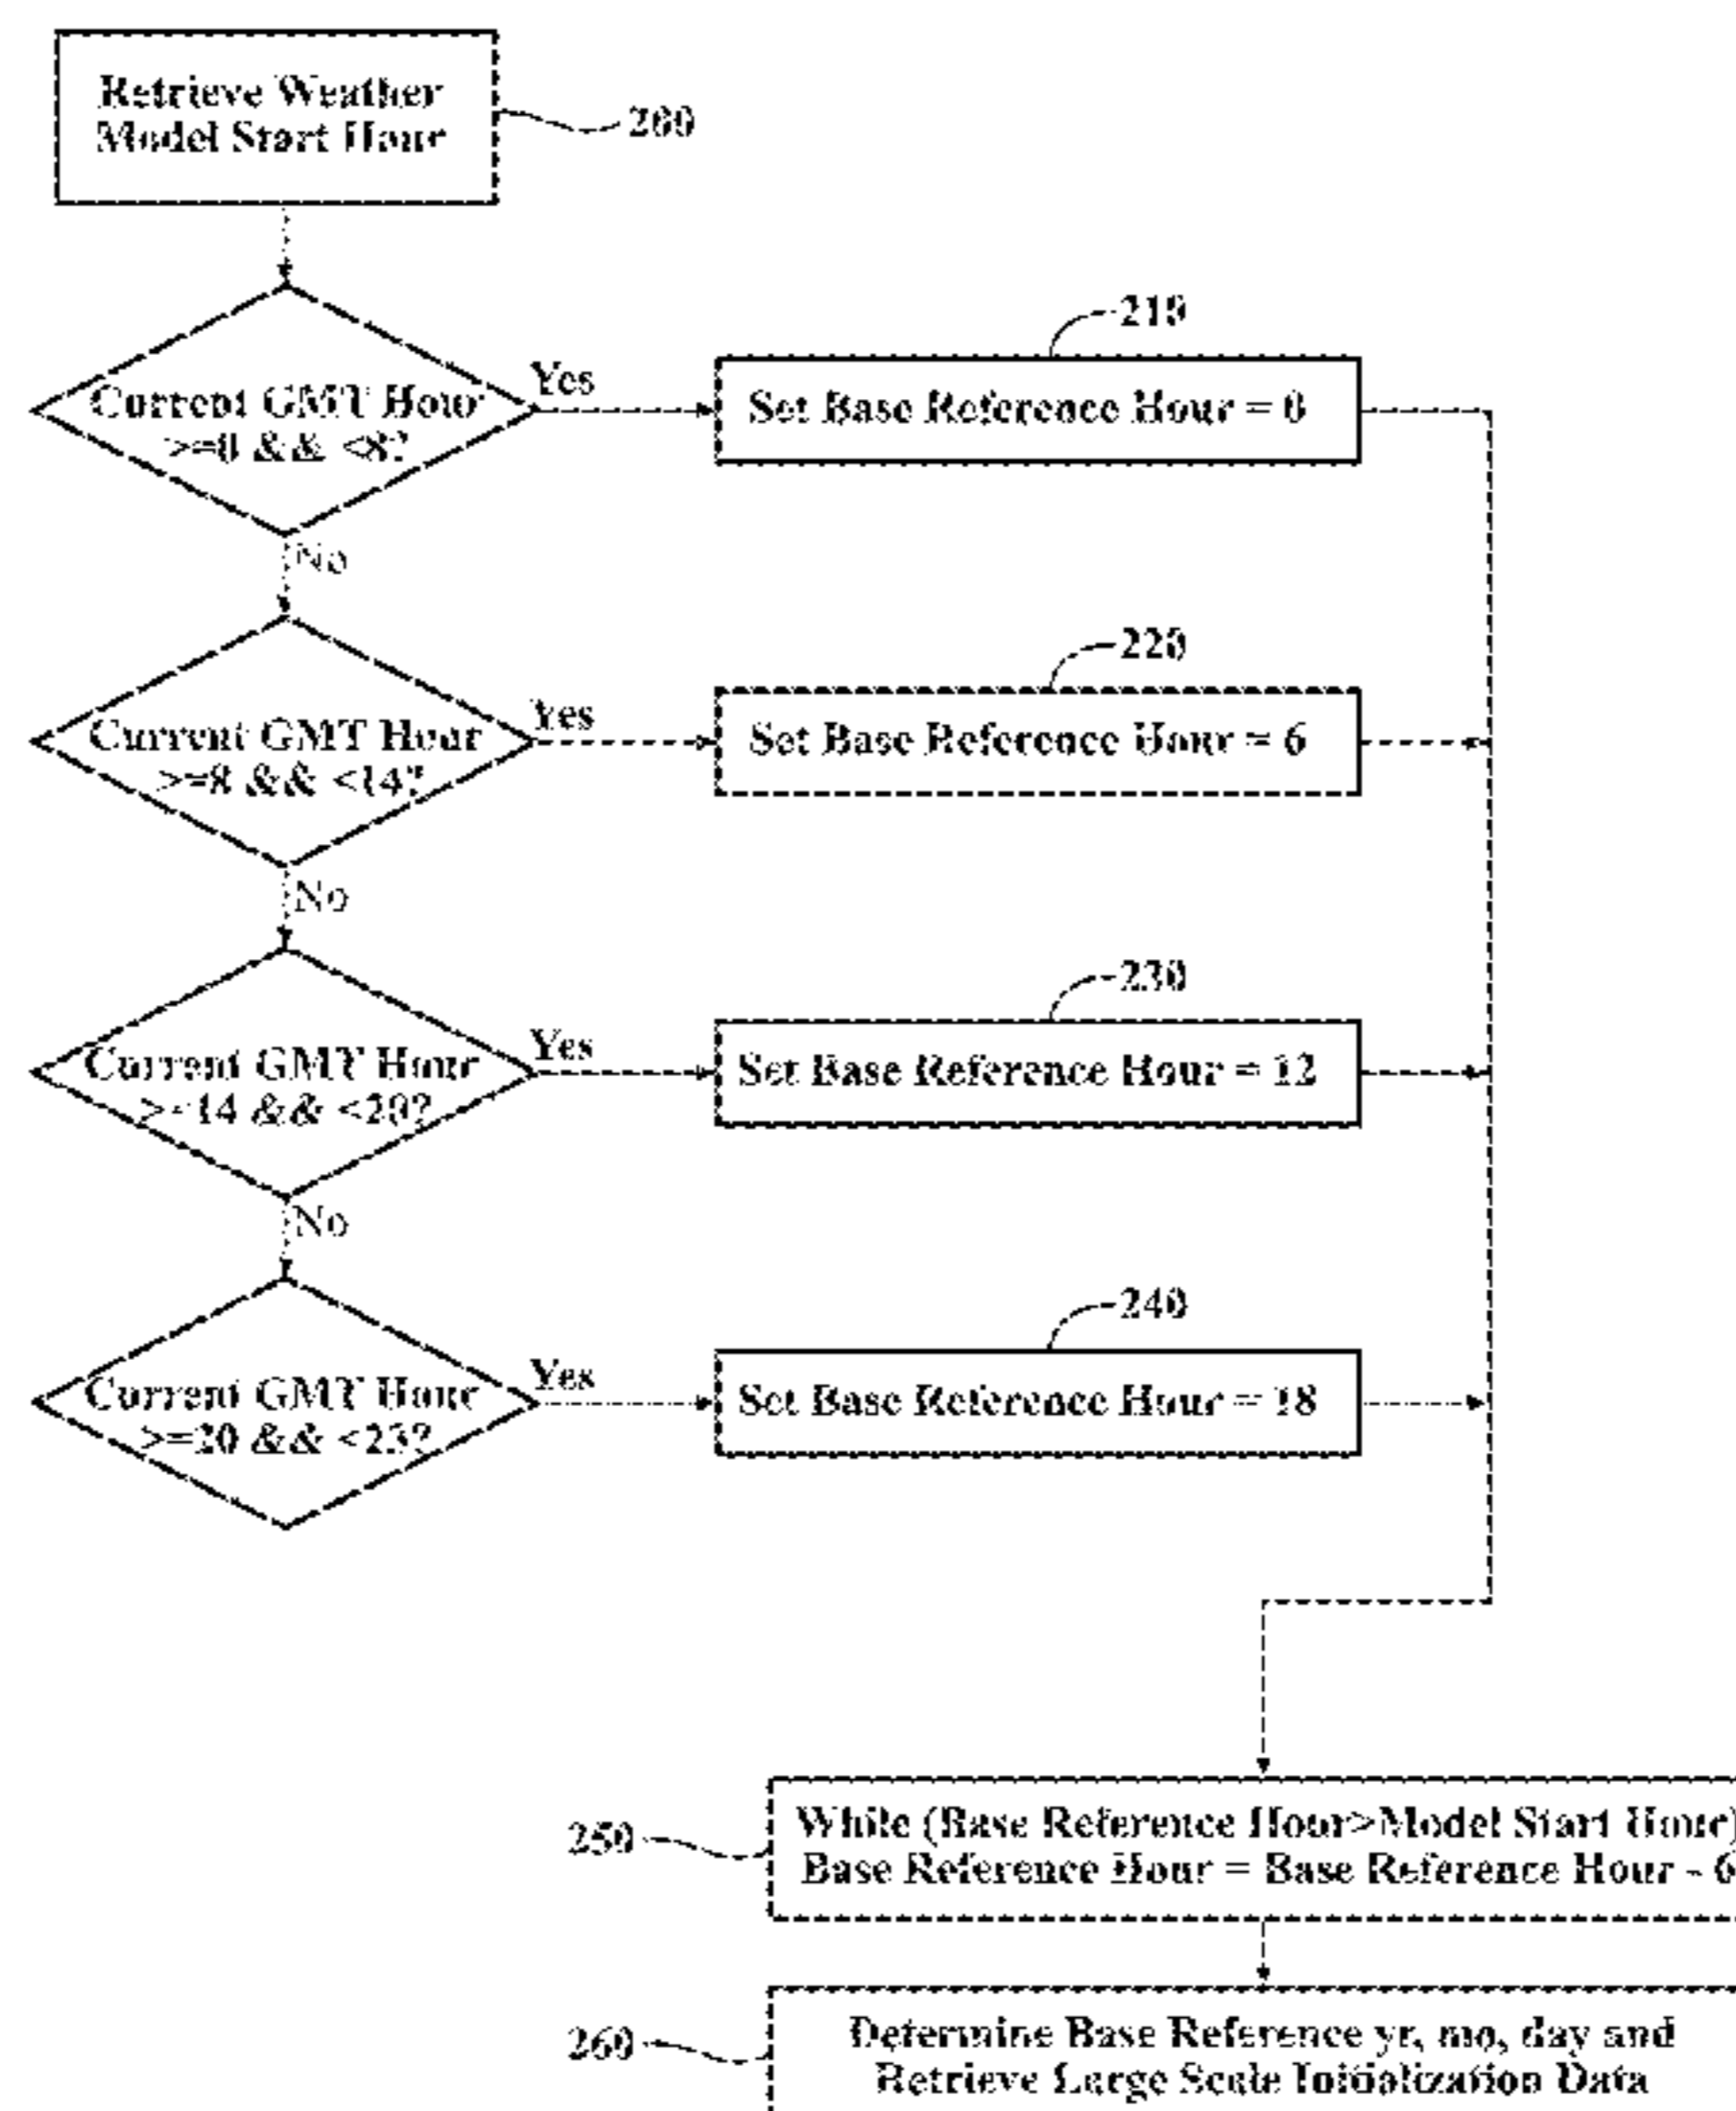 Retrieve Weather
Model Start Hour
200
Current GMT Hour
>=0 && <8?
Yes
210
Set Base Reference Hour = 0
No
Current GMT Hour
>=8 && <14?
Yes
220
Set Base Reference Hour = 6
No
Current GMT Hour
>=14 && <20?
Yes
230
Set Base Reference Hour = 12
No
Current GMT Hour
>=20 && <23?
Yes
240
Set Base Reference Hour = 18
250
While (Base Reference Hour>Model Start Hour)
Base Reference Hour = Base Reference Hour - 6
260
Determine Base Reference yr, mo, day and
Retrieve Large Scale Initialization Data